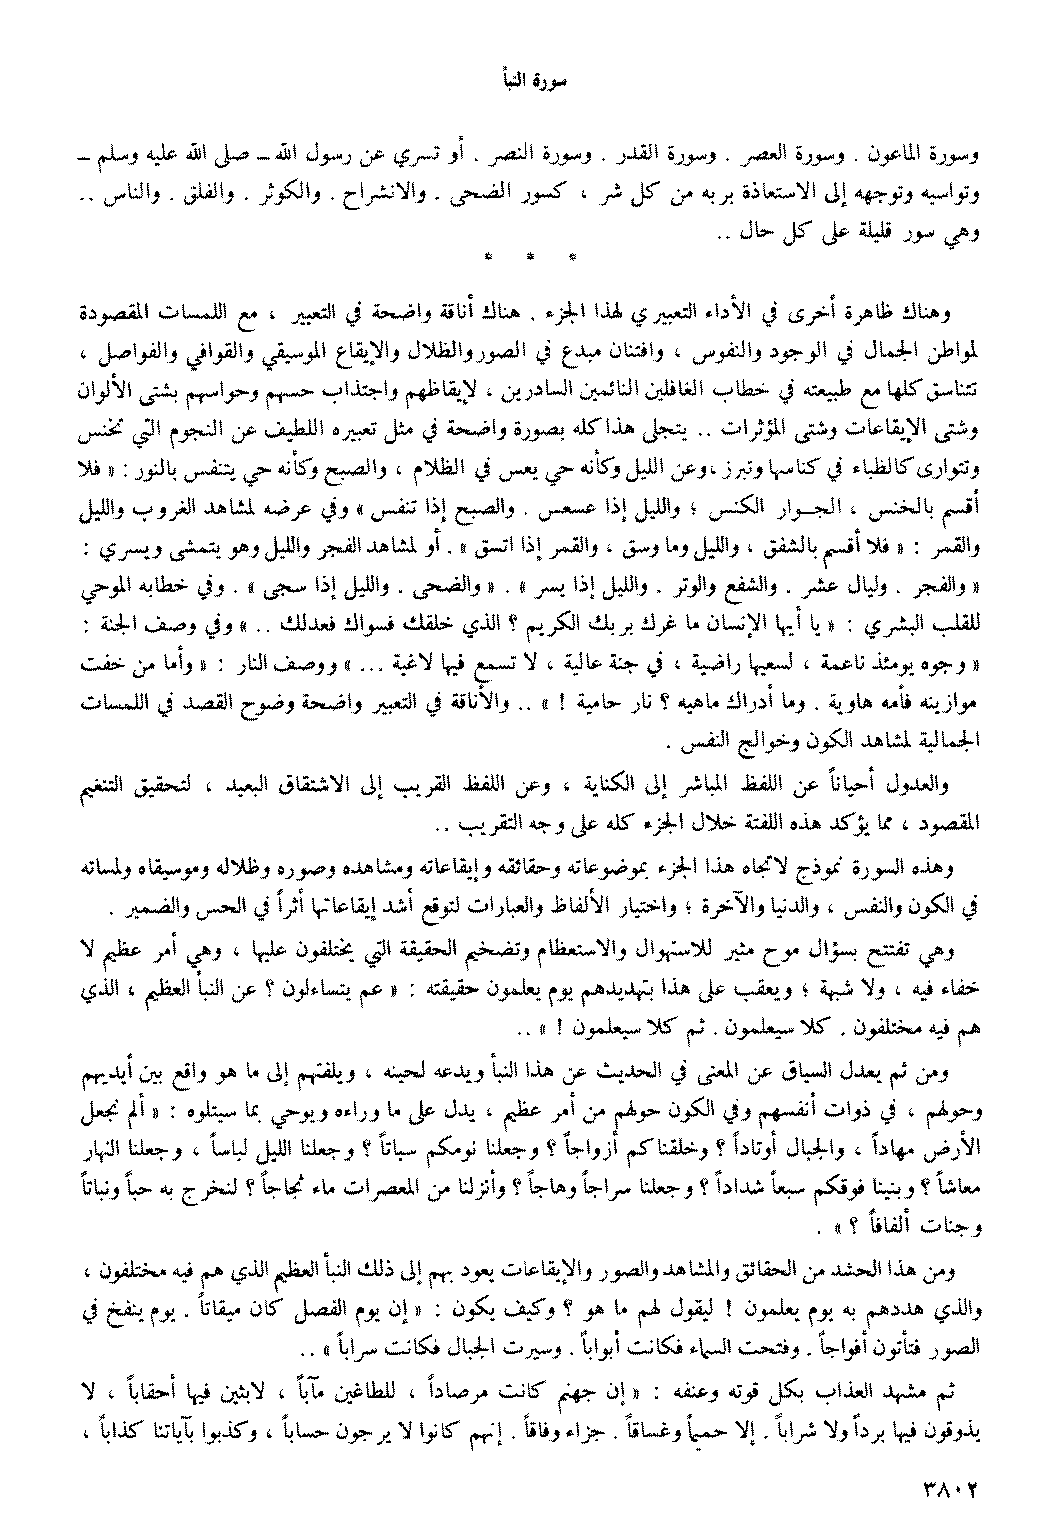 سورة النبأ
وسورة الماعون . وسورة العصر . وسورة القدر . وسورة النصر . أو تسري عن رسول الله ــ صلى الله عليه وسلم ــ
وتواسيه وتوجهه إلى الاستعاذة بربه من كل شر ، كسور الضحى . والانشراح . والكوثر . والفلق . والناس ..
وهي سور قليلة على كل حال ..
* * *
وهناك ظاهرة أخرى في الأداء التعبيري لهذا الجزء . هناك أناقة واضحة في التعبير ، مع اللمسات المقصودة
لمواطن الجمال في الوجود والنفوس ، وافتنان مبدع في الصور والظلال والإيقاع الموسيقي والقوافي والفواصل ،
تتناسق كلها مع طبيعته في خطاب الغافلين النائمين السادرين ، لإيقاظهم واجتذاب حسهم وحواسهم بشتى الألوان
وشتى الإيقاعات وشتى المؤثرات .. يتجلى هذا كله بصورة واضحة في مثل تعبيره اللطيف عن النجوم التي تخنس
وتتوارى كالظباء في كناسها وتبرز ، وعن الليل وكأنه حي يعس في الظلام ، والصبح وكأنه حي يتنفس بالنور : « فلا
أقسم بالخنس ، الجـوار الكنس ؛ والليل إذا عسعس . والصبح إذا تنفس » وفي عرضه لمشاهد الغروب والليل
والقمر : « فلا أقسم بالشفق ، والليل وما وسق ، والقمر إذا اتسق » . أو لمشاهد الفجر والليل وهو يتمشى ويسري :
« والفجر . وليال عشر . والشفع والوتر . والليل إذا يسر » . « والضحى . والليل إذا سجى » . وفي خطابه الموحي
للقلب البشري : « يا أيها الإنسان ما غرك بربك الكريم ؟ الذي خلقك فسواك فعدلك .. » وفي وصف الجنة :
« وجوه يومئذ ناعمة ، لسعيها راضية ، في جنة عالية ، لا تسمع فيها لاغية ... » ووصف النار : « وأما من خفت
موازينه فأمه هاوية . وما أدراك ماهيه ؟ نار حامية ! » .. والأناقة في التعبير واضحة وضوح القصد في اللمسات
الجمالية لمشاهد الكون وخوالج النفس .
والعدول أحياناً عن اللفظ المباشر إلى الكناية ، وعن اللفظ القريب إلى الاشتقاق البعيد ، لتحقيق التنغيم
المقصود ، مما يؤكد هذه اللفتة خلال الجزء كله على وجه التقريب ..
وهذه السورة نموذج لاتجاه هذا الجزء بموضوعاته وحقائقه وإيقاعاته ومشاهده وصوره وظلاله وموسيقاه ولمساته
في الكون والنفس ، والدنيا والآخرة ؛ واختيار الألفاظ والعبارات لتوقع أشد إيقاعاتها أثراً في الحس والضمير .
وهي تفتتح بسؤال موح مثير للاستهوال والاستعظام وتضخيم الحقيقة التي يختلفون عليها ، وهي أمر عظيم لا
خفاء فيه ، ولا شبهة ؛ ويعقب على هذا بتهديدهم يوم يعلمون حقيقته : « عم يتساءلون ؟ عن النبأ العظيم ، الذي
هم فيه مختلفون . كلا سيعلمون . ثم كلا سيعلمون ! » ..
ومن ثم يعدل السياق عن المعنى في الحديث عن هذا النبأ ويدعه لحينه ، ويلفتهم إلى ما هو واقع بين أيديهم
وحولهم ، في ذوات أنفسهم وفي الكون حولهم من أمر عظيم ، يدل على ما وراءه ويوحي بما سيتلوه : « ألم نجعل
الأرض مهاداً ، والجبال أوتاداً ؟ وخلقناكم أزواجاً ؟ وجعلنا نومكم سباتاً ؟ وجعلنا الليل لباساً ، وجعلنا النهار
معاشاً ؟ وبنينا فوقكم سبعاً شداداً ؟ وجعلنا سراجاً وهاجاً ؟ وأنزلنا من المعصرات ماء ثجاجاً ؟ لنخرج به حباً ونباتاً
وجنات ألفافاً ؟ » .
ومن هذا الحشد من الحقائق والمشاهد والصور والإيقاعات يعود بهم إلى ذلك النبأ العظيم الذي هم فيه مختلفون ،
والذي هددهم به يوم يعلمون ! ليقول لهم ما هو ؟ وكيف يكون : « إن يوم الفصل كان ميقاتاً . يوم ينفخ في
الصور فتأتون أفواجاً . وفتحت السماء فكانت أبواباً . وسيرت الجبال فكانت سراباً » ..
ثم مشهد العذاب بكل قوته وعنفه : « إن جهنم كانت مرصاداً ، للطاغين مآباً ، لابثين فيها أحقاباً ، لا
يذوقون فيها برداً ولا شراباً . إلا حميماً وغساقاً . جزاء وفاقاً . إنهم كانوا لا يرجون حساباً ، وكذبوا بآياتنا كذاباً ،
٣٨٠٢